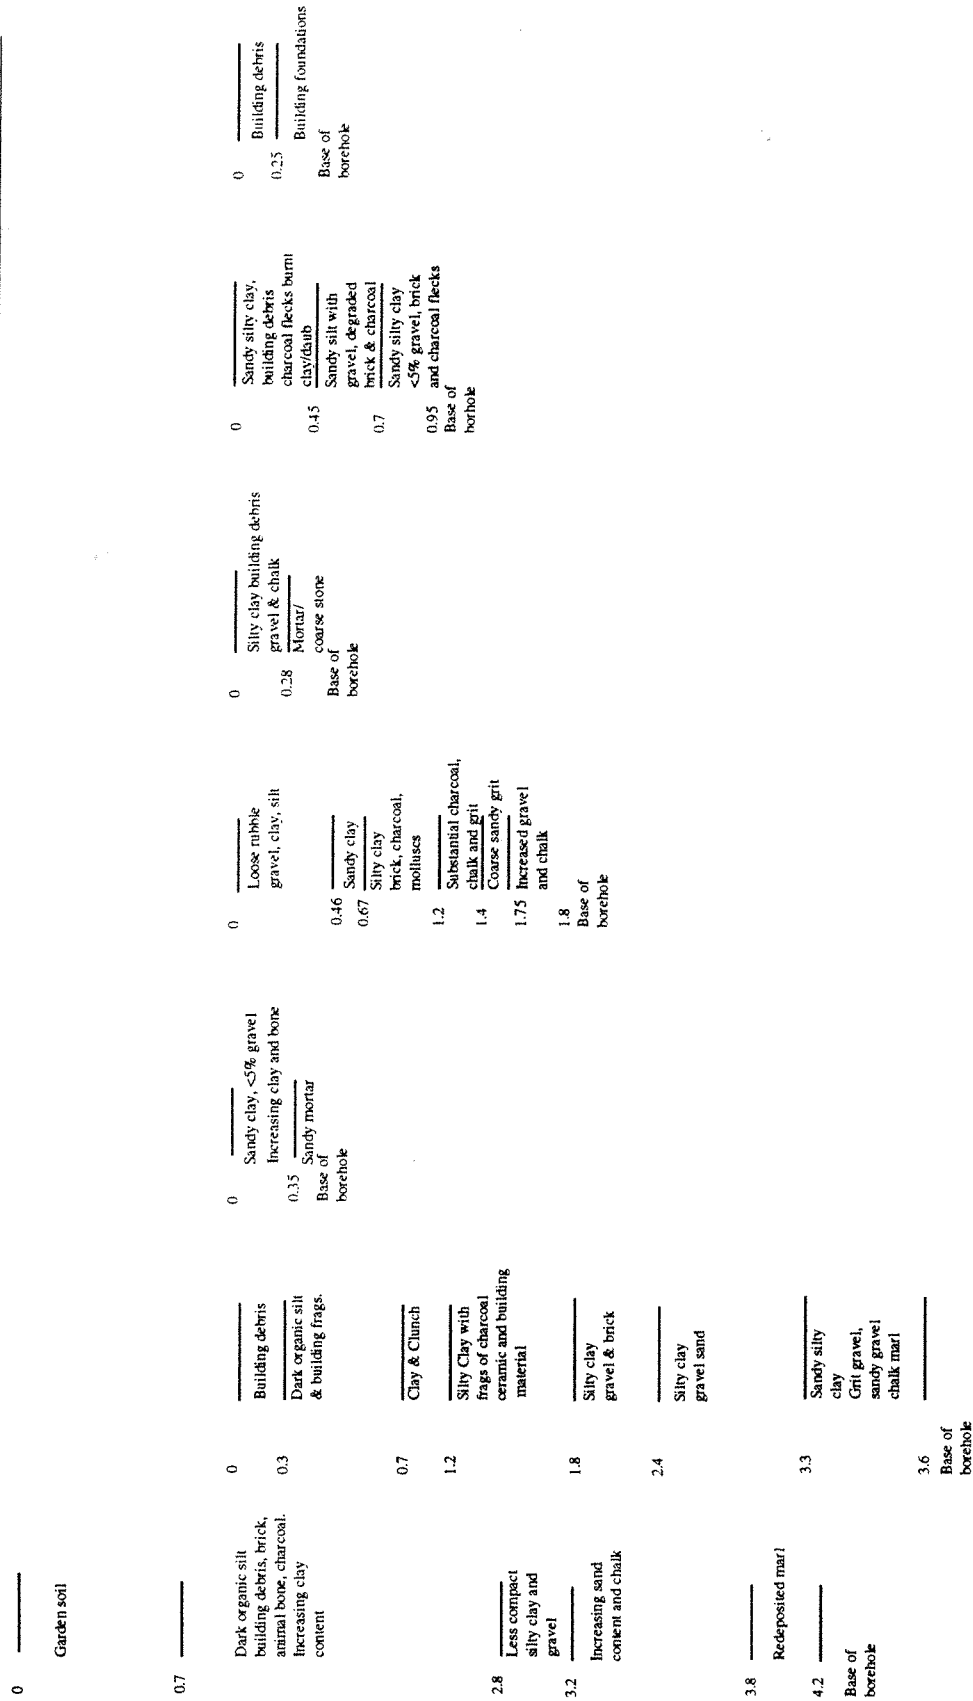 0
Garden soil
0.7
Dark organic silt
building debris, brick,
animal bone, charcoal.
Increasing clay
content
2.8
Less compact
silty clay and
gravel
3.2
Increasing sand
content and chalk
3.8
Redeposited marl
4.2
Base of
borehole
0
Building debris
0.3
Dark organic silt
& building frags.
0.7
Clay & Clunch
1.2
Silty Clay with
frags of charcoal
ceramic and building
material
1.8
Silty clay
gravel & brick
2.4
Silty clay
gravel sand
3.3
Sandy silty
clay
Grit gravel,
sandy gravel
chalk marl
3.6
Base of
borehole
0
Sandy clay, <5% gravel
Increasing clay and bone
0.35
Sandy mortar
Base of
borehole
0
Loose rubble
gravel, clay, silt
0.46
Sandy clay
0.67
Silty clay
brick, charcoal,
molluscs
1.2
Substantial charcoal,
chalk and grit
1.4
Coarse sandy grit
1.75
Increased gravel
and chalk
1.8
Base of
borehole
0
Silty clay building debris
gravel & chalk
0.28
Mortar/
coarse stone
Base of
borehole
0
Sandy silty clay,
building debris
charcoal flecks burnt
clay/daub
0.45
Sandy silt with
gravel, degraded
brick & charcoal
0.7
Sandy silty clay
<5% gravel, brick
and charcoal flecks
0.95
Base of
borhole
0
Building debris
0.25
Building foundations
Base of
borehole